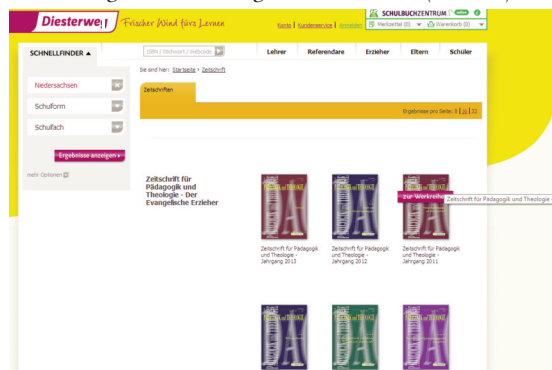 Diesterweg
Frischer Wind fürs Lernen
SCHULBUCHZENTRUM
online
Konto | Kundenservice | Anmelden
Merkzettel (0)
Warenkorb (0)
SCHNELLFINDER
ISBN / Stichwort / Webcode
Lehrer
Referendare
Erzieher
Eltern
Schüler
Sie sind hier: Startseite > Zeitschrift
Niedersachsen
Schulform
Schulfach
Ergebnisse anzeigen
mehr Optionen
Zeitschriften
Ergebnisse pro Seite: 8 | 16 | 32
Zeitschrift für
Pädagogik und
Theologie - Der
Evangelische Erzieher
zur Werkreihe
Zeitschrift für Pädagogik und Theologie -
Zeitschrift für Pädagogik
und Theologie -
Jahrgang 2013
Zeitschrift für Pädagogik
und Theologie -
Jahrgang 2012
Zeitschrift für Pädagogik
und Theologie -
Jahrgang 2011